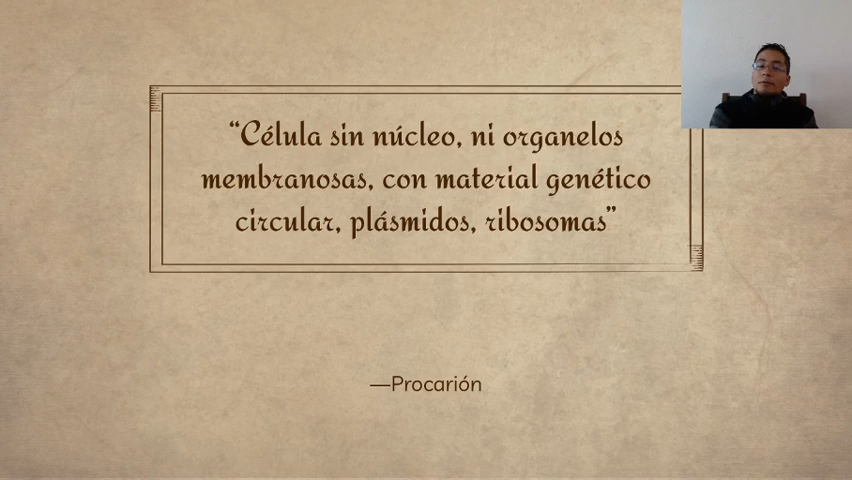 “Célula sin núcleo, ni organelos
membranosas, con material genético
circular, plásmidos, ribosomas”
—Procarión